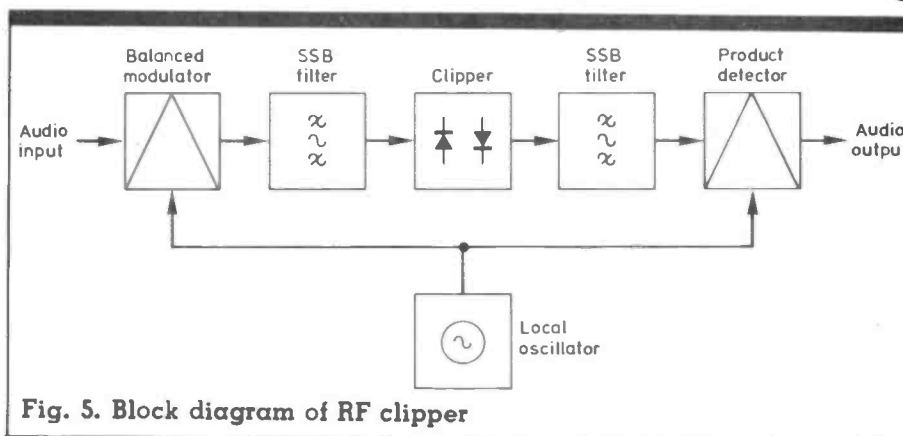 Balanced
modulator
SSB
filter
Clipper
SSB
filter
Product
detector
Audio
input
Audio
outpu
Local
oscillator
Fig. 5. Block diagram of RF clipper